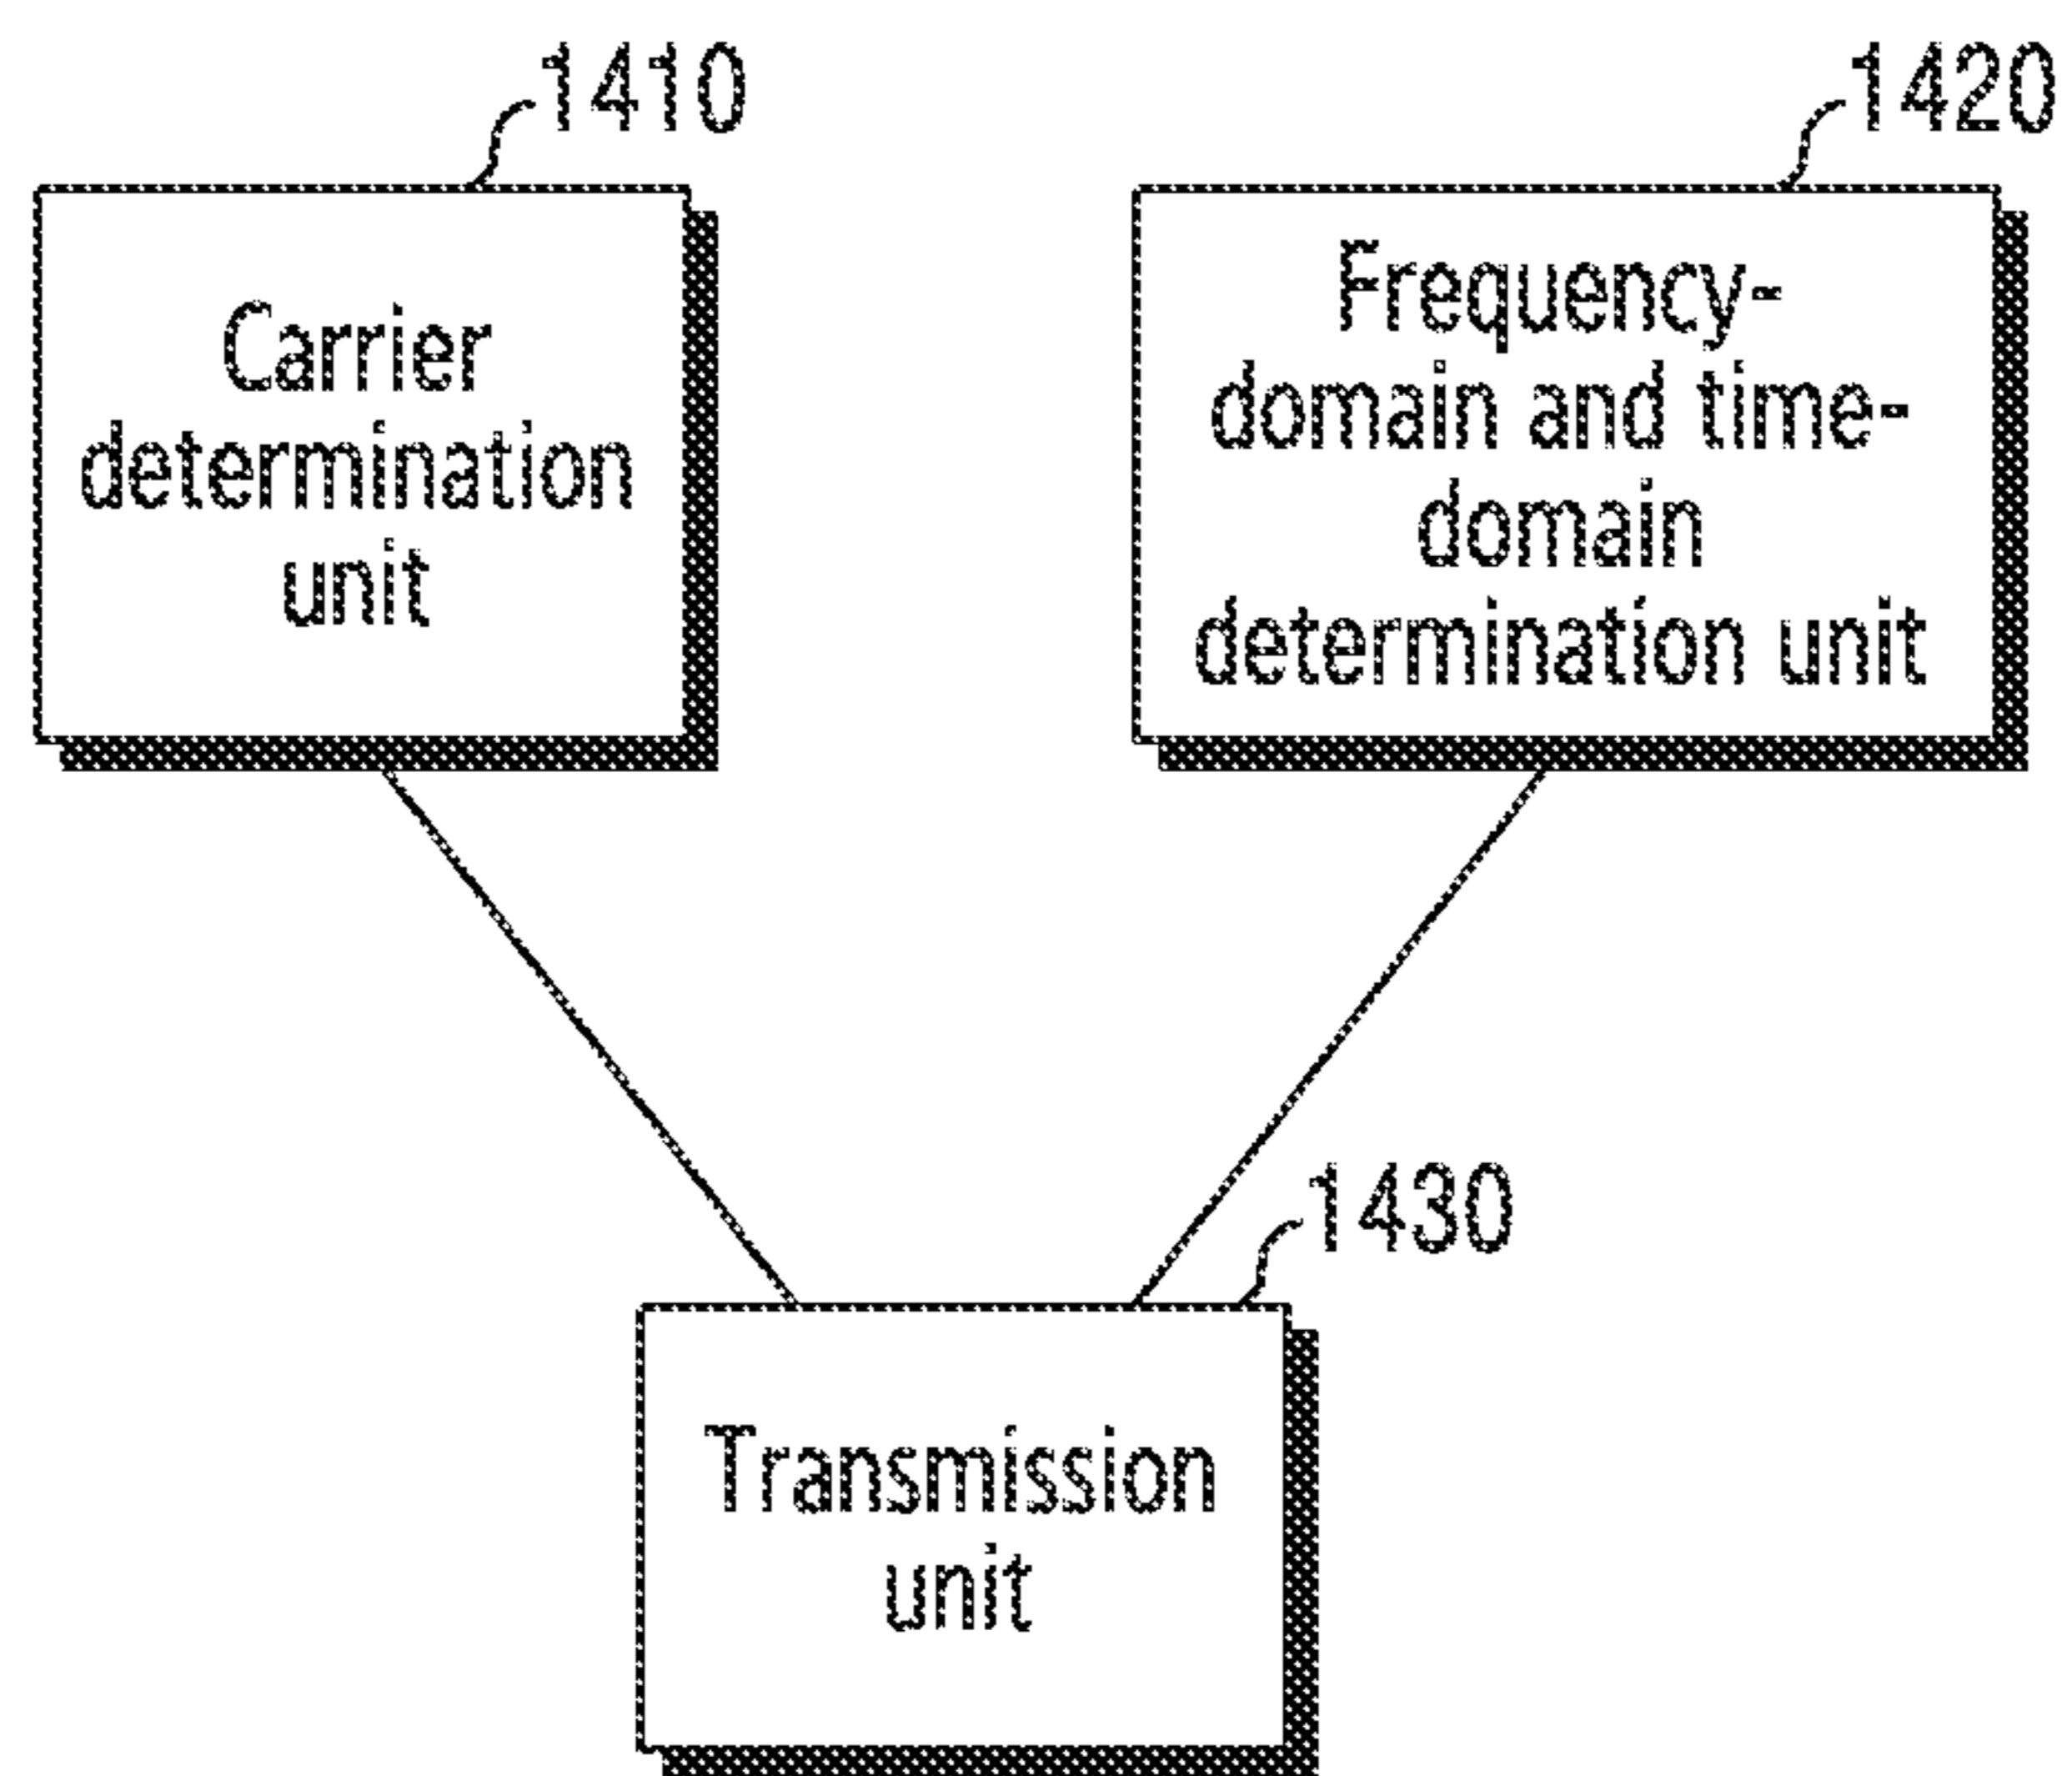 1410
Carrier
determination
unit
1420
Frequency-
domain and time-
domain
determination unit
1430
Transmission
unit